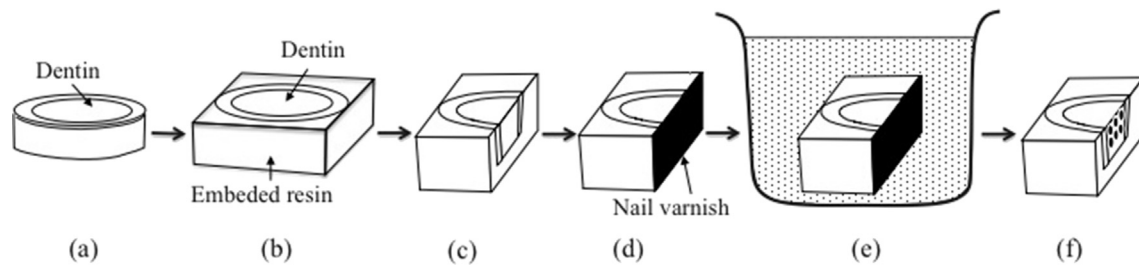 Dentin
Dentin
Embeded resin
Nail varnish
(a)
(b)
(c)
(d)
(e)
(f)